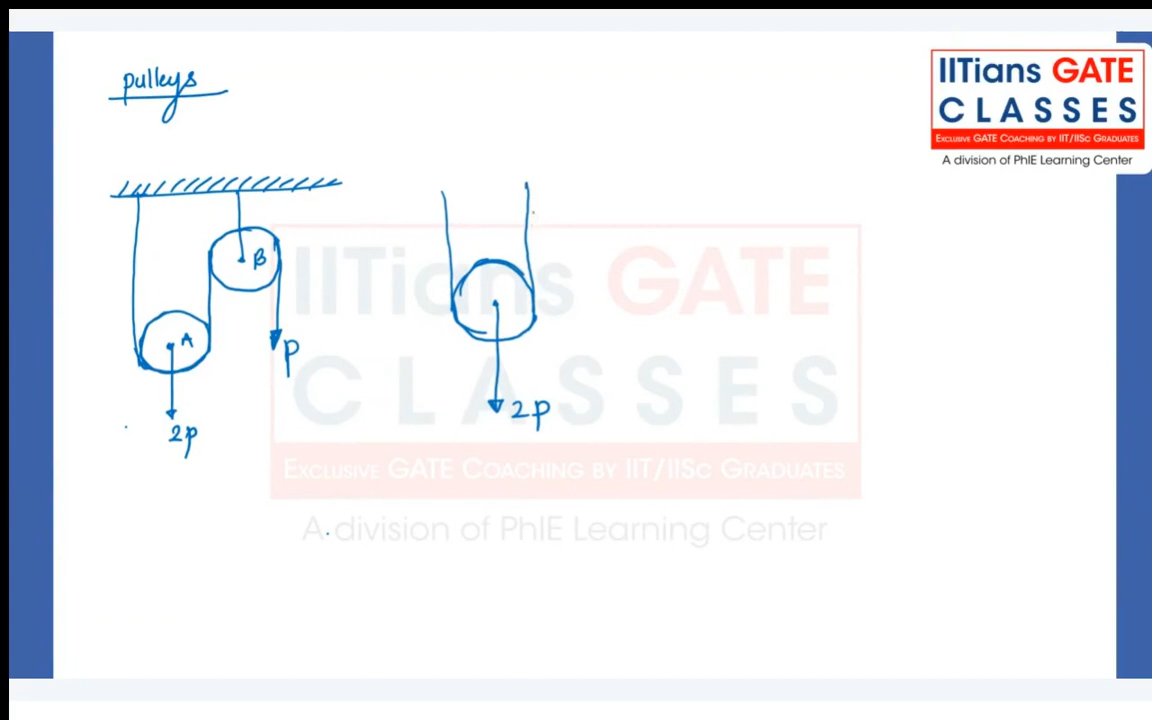 pulleys
IITians GATE
CLASSES
EXCLUSIVE GATE COACHING BY IIT/IISC GRADUATES
A division of PhIE Learning Center
B
A
P
2P
2P
IITians GATE
CLASSES
EXCLUSIVE GATE COACHING BY IIT/IISc GRADUATES
A division of PhIE Learning Center